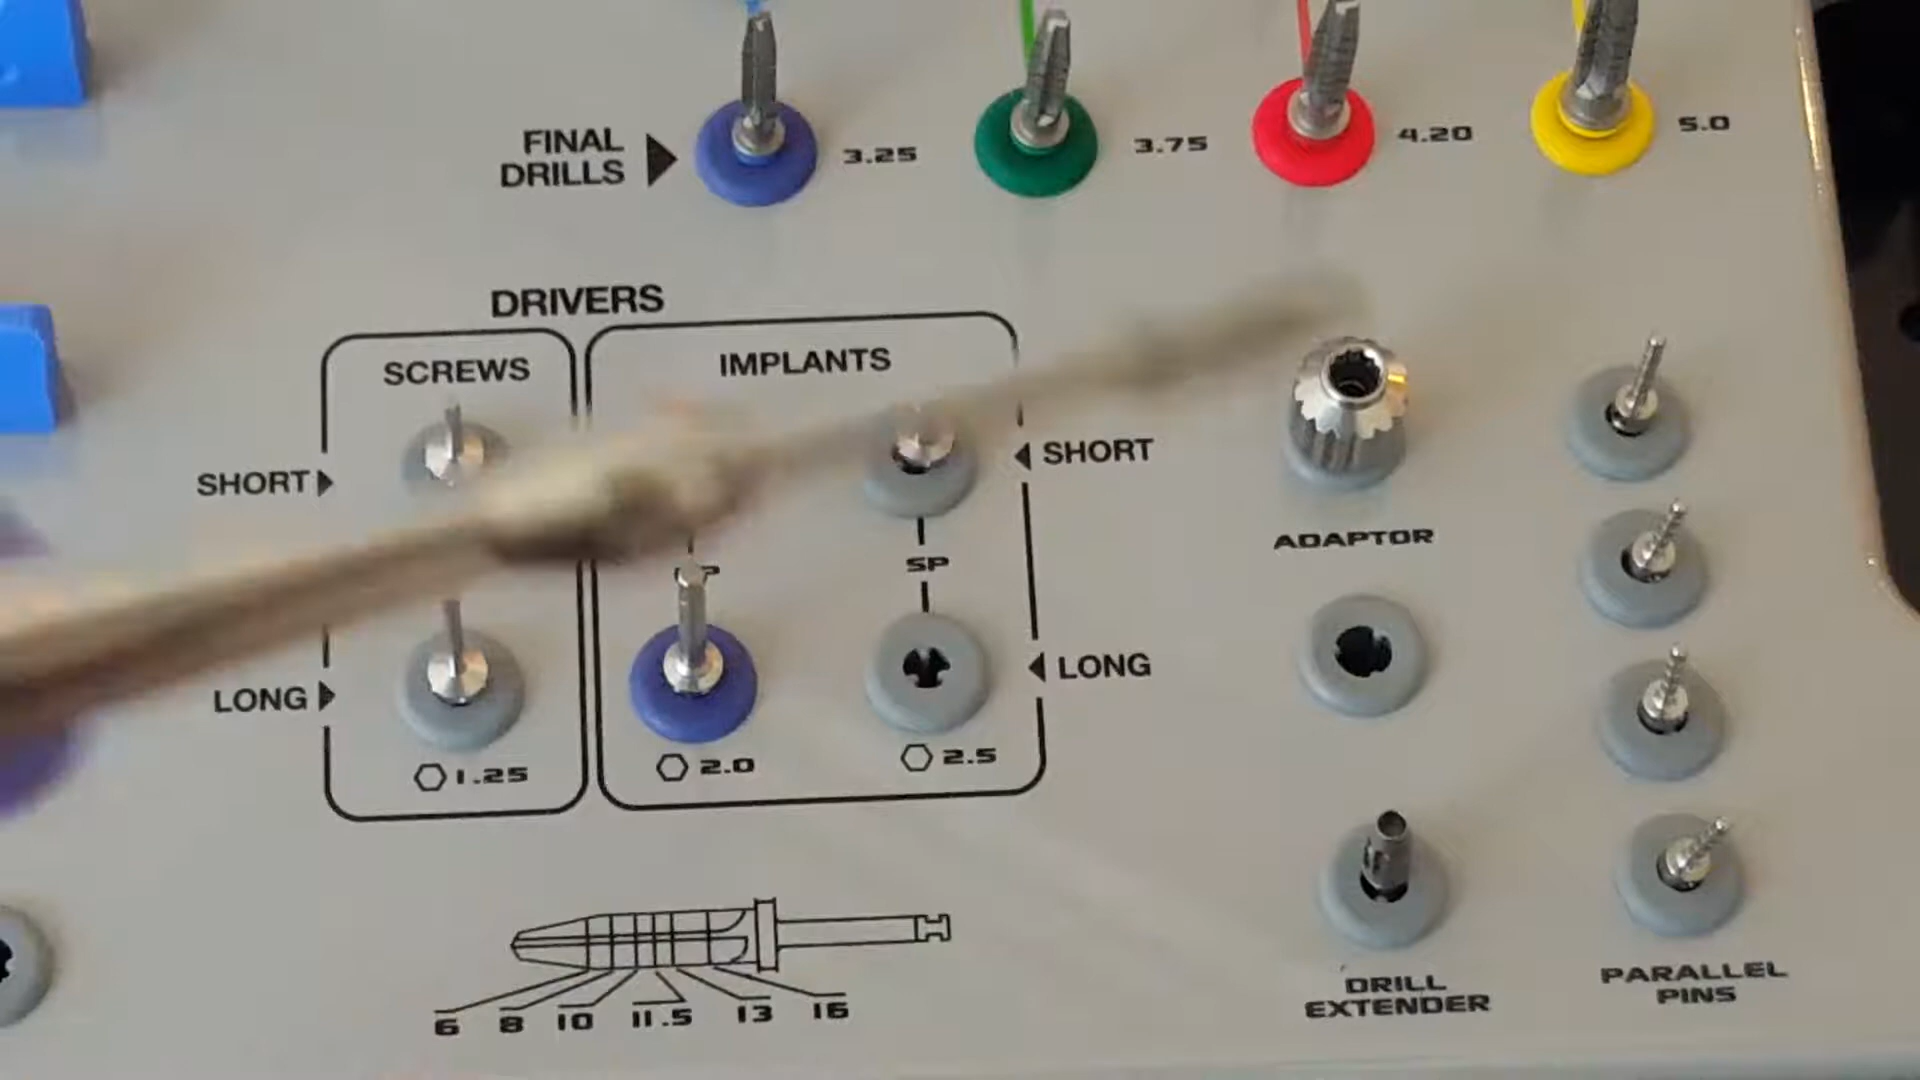 FINAL
DRILLS
3.25
3.75
4.20
5.0
DRIVERS
SCREWS
IMPLANTS
SHORT
SHORT
SP
ADAPTOR
LONG
LONG
1.25
2.0
2.5
6 8 10 11.5 13 16
DRILL
EXTENDER
PARALLEL
PINS